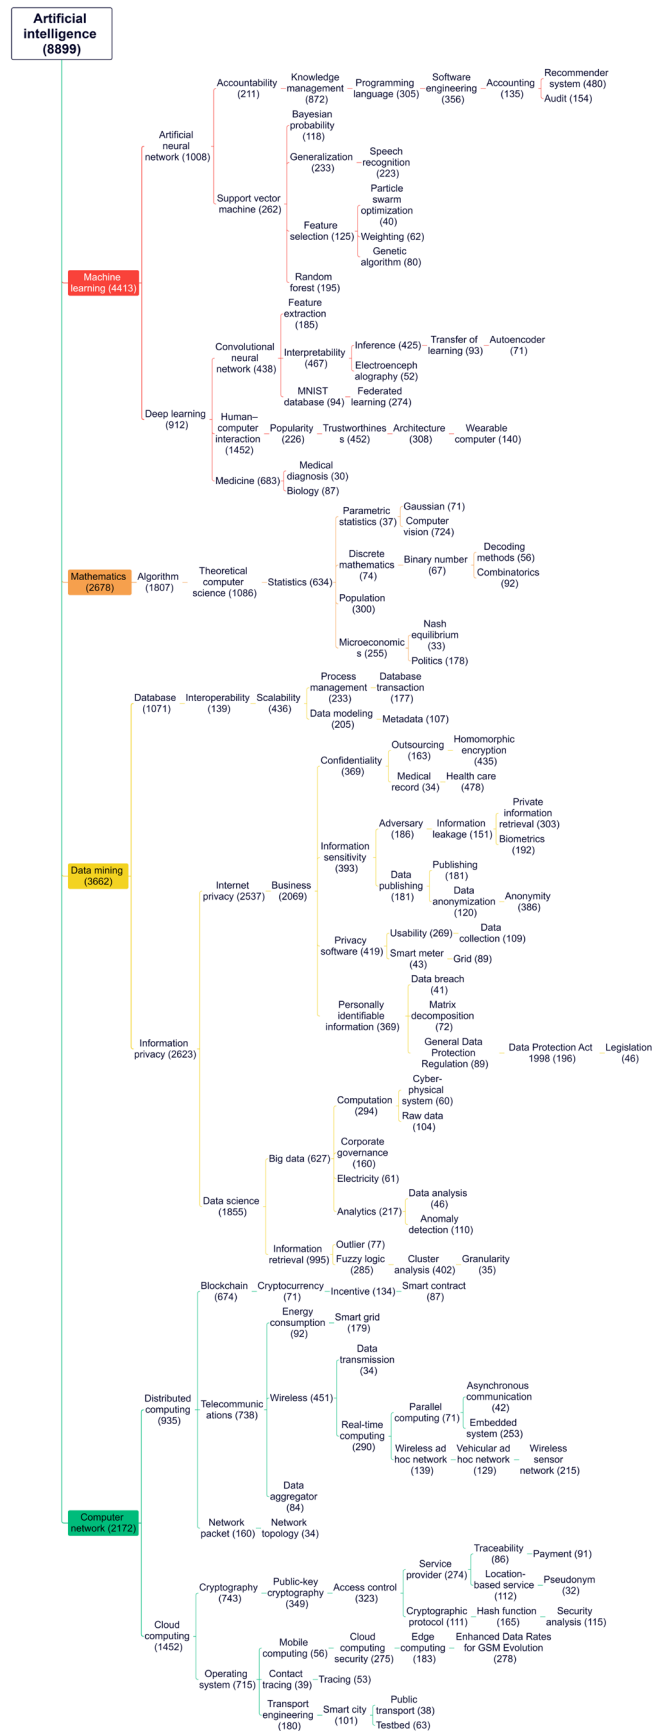 Artificial
intelligence
(8899)
Machine
learning (4413)
Artificial
neural
network (1008)
Accountability
(211)
Knowledge
management
(872)
Programming
language (305)
Software
engineering
(356)
Accounting
(135)
Recommender
system (480)
Audit (154)
Support vector
machine (262)
Bayesian
probability
(118)
Generalization
(233)
Speech
recognition
(223)
Feature
selection (125)
Particle
swarm
optimization
(40)
Weighting (62)
Genetic
algorithm (80)
Random
forest (195)
Deep learning
(912)
Convolutional
neural
network (438)
Feature
extraction
(185)
Interpretability
(467)
Inference (425)
Transfer of
learning (93)
Autoencoder
(71)
Electroenceph
alography (52)
MNIST
database (94)
Federated
learning (274)
Human–
computer
interaction
(1452)
Popularity
(226)
Trustworthines
s (452)
Architecture
(308)
Wearable
computer (140)
Medicine (683)
Medical
diagnosis (30)
Biology (87)
Mathematics
(2678)
Algorithm
(1807)
Theoretical
computer
science (1086)
Statistics (634)
Parametric
statistics (37)
Gaussian (71)
Computer
vision (724)
Discrete
mathematics
(74)
Binary number
(67)
Decoding
methods (56)
Combinatorics
(92)
Population
(300)
Microeconomic
s (255)
Nash
equilibrium
(33)
Politics (178)
Data mining
(3662)
Database
(1071)
Interoperability
(139)
Scalability
(436)
Process
management
(233)
Database
transaction
(177)
Data modeling
(205)
Metadata (107)
Information
privacy (2623)
Internet
privacy (2537)
Business
(2069)
Confidentiality
(369)
Outsourcing
(163)
Homomorphic
encryption
(435)
Medical
record (34)
Health care
(478)
Information
sensitivity
(393)
Adversary
(186)
Information
leakage (151)
Private
information
retrieval (303)
Biometrics
(192)
Data
publishing
(181)
Publishing
(181)
Data
anonymization
(120)
Anonymity
(386)
Privacy
software (419)
Usability (269)
Data
collection (109)
Smart meter
(43)
Grid (89)
Personally
identifiable
information (369)
Data breach
(41)
Matrix
decomposition
(72)
General Data
Protection
Regulation (89)
Data Protection Act
1998 (196)
Legislation
(46)
Data science
(1855)
Big data (627)
Computation
(294)
Cyber-
physical
system (60)
Raw data
(104)
Corporate
governance
(160)
Electricity (61)
Analytics (217)
Data analysis
(46)
Anomaly
detection (110)
Information
retrieval (995)
Outlier (77)
Fuzzy logic
(285)
Cluster
analysis (402)
Granularity
(35)
Computer
network (2172)
Distributed
computing
(935)
Blockchain
(674)
Cryptocurrency
(71)
Incentive (134)
Smart contract
(87)
Telecommunic
ations (738)
Energy
consumption
(92)
Smart grid
(179)
Wireless (451)
Data
transmission
(34)
Real-time
computing
(290)
Parallel
computing (71)
Asynchronous
communication
(42)
Embedded
system (253)
Wireless ad
hoc network
(139)
Vehicular ad
hoc network
(129)
Wireless
sensor
network (215)
Data
aggregator
(84)
Network
packet (160)
Network
topology (34)
Cloud
computing
(1452)
Cryptography
(743)
Public-key
cryptography
(349)
Access control
(323)
Service
provider (274)
Traceability
(86)
Payment (91)
Location-
based service
(112)
Pseudonym
(32)
Cryptographic
protocol (111)
Hash function
(165)
Security
analysis (115)
Operating
system (715)
Mobile
computing (56)
Cloud
computing
security (275)
Edge
computing
(183)
Enhanced Data Rates
for GSM Evolution
(278)
Contact
tracing (39)
Tracing (53)
Transport
engineering
(180)
Smart city
(101)
Public
transport (38)
Testbed (63)